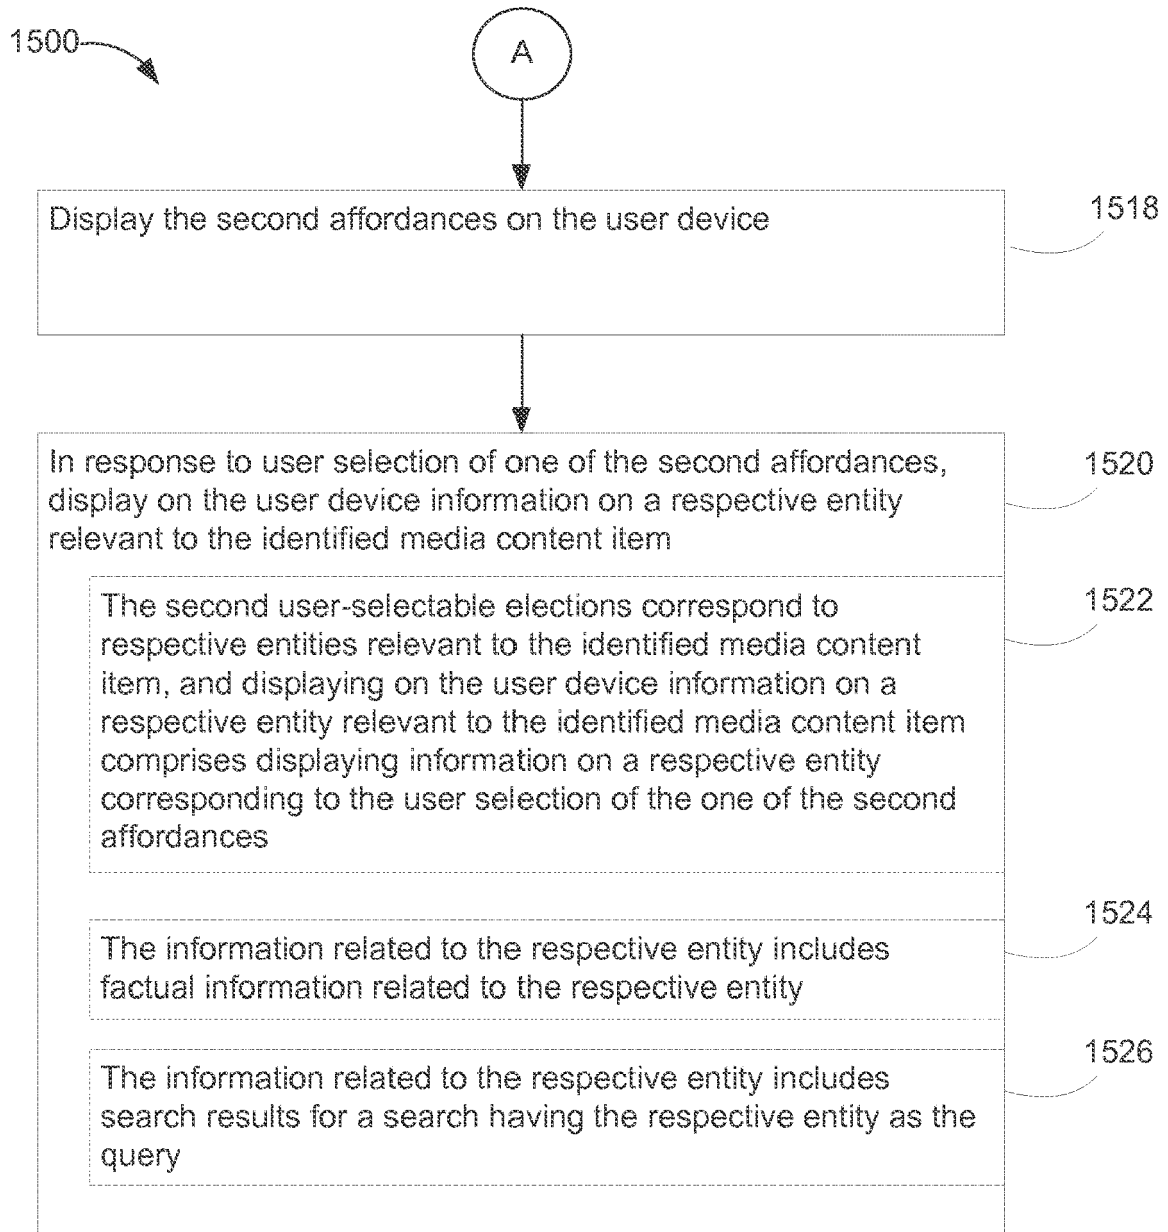 1500
A
Display the second affordances on the user device
1518
In response to user selection of one of the second affordances,
display on the user device information on a respective entity
relevant to the identified media content item
1520
The second user-selectable elections correspond to
respective entities relevant to the identified media content
item, and displaying on the user device information on a
respective entity relevant to the identified media content item
comprises displaying information on a respective entity
corresponding to the user selection of the one of the second
affordances
1522
The information related to the respective entity includes
factual information related to the respective entity
1524
The information related to the respective entity includes
search results for a search having the respective entity as the
query
1526